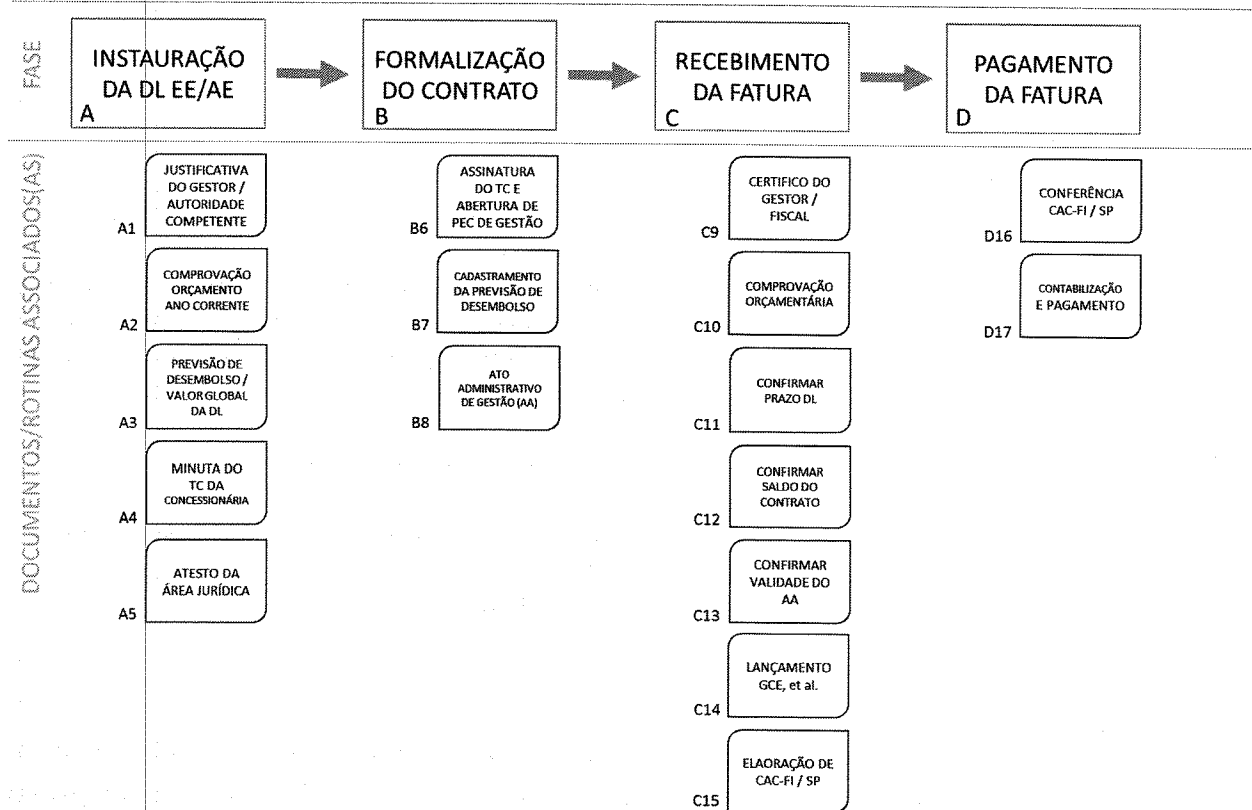 FASE
INSTAURAÇÃO
DA DL EE/AE
A
FORMALIZAÇÃO
DO CONTRATO
B
RECEBIMENTO
DA FATURA
C
PAGAMENTO
DA FATURA
D
DOCUMENTOS/ROTINAS ASSOCIADOS(AS)
JUSTIFICATIVA
DO GESTOR /
AUTORIDADE
COMPETENTE
A1
COMPROVAÇÃO
ORÇAMENTO
ANO CORRENTE
A2
PREVISÃO DE
DESEMBOLSO /
VALOR GLOBAL
DA DL
A3
MINUTA DO
TC DA
CONCESSIONÁRIA
A4
ATESTO DA
ÁREA JURÍDICA
A5
ASSINATURA
DO TC E
ABERTURA DE
PEC DE GESTÃO
B6
CADASTRAMENTO
DA PREVISÃO DE
DESEMBOLSO
B7
ATO
ADMINISTRATIVO
DE GESTÃO (AA)
B8
CERTIFICO DO
GESTOR /
FISCAL
C9
COMPROVAÇÃO
ORÇAMENTÁRIA
C10
CONFIRMAR
PRAZO DL
C11
CONFIRMAR
SALDO DO
CONTRATO
C12
CONFIRMAR
VALIDADE DO
AA
C13
LANÇAMENTO
GCE, et al.
C14
ELAORAÇÃO DE
CAC-FI / SP
C15
CONFERÊNCIA
CAC-FI / SP
D16
CONTABILIZAÇÃO
E PAGAMENTO
D17